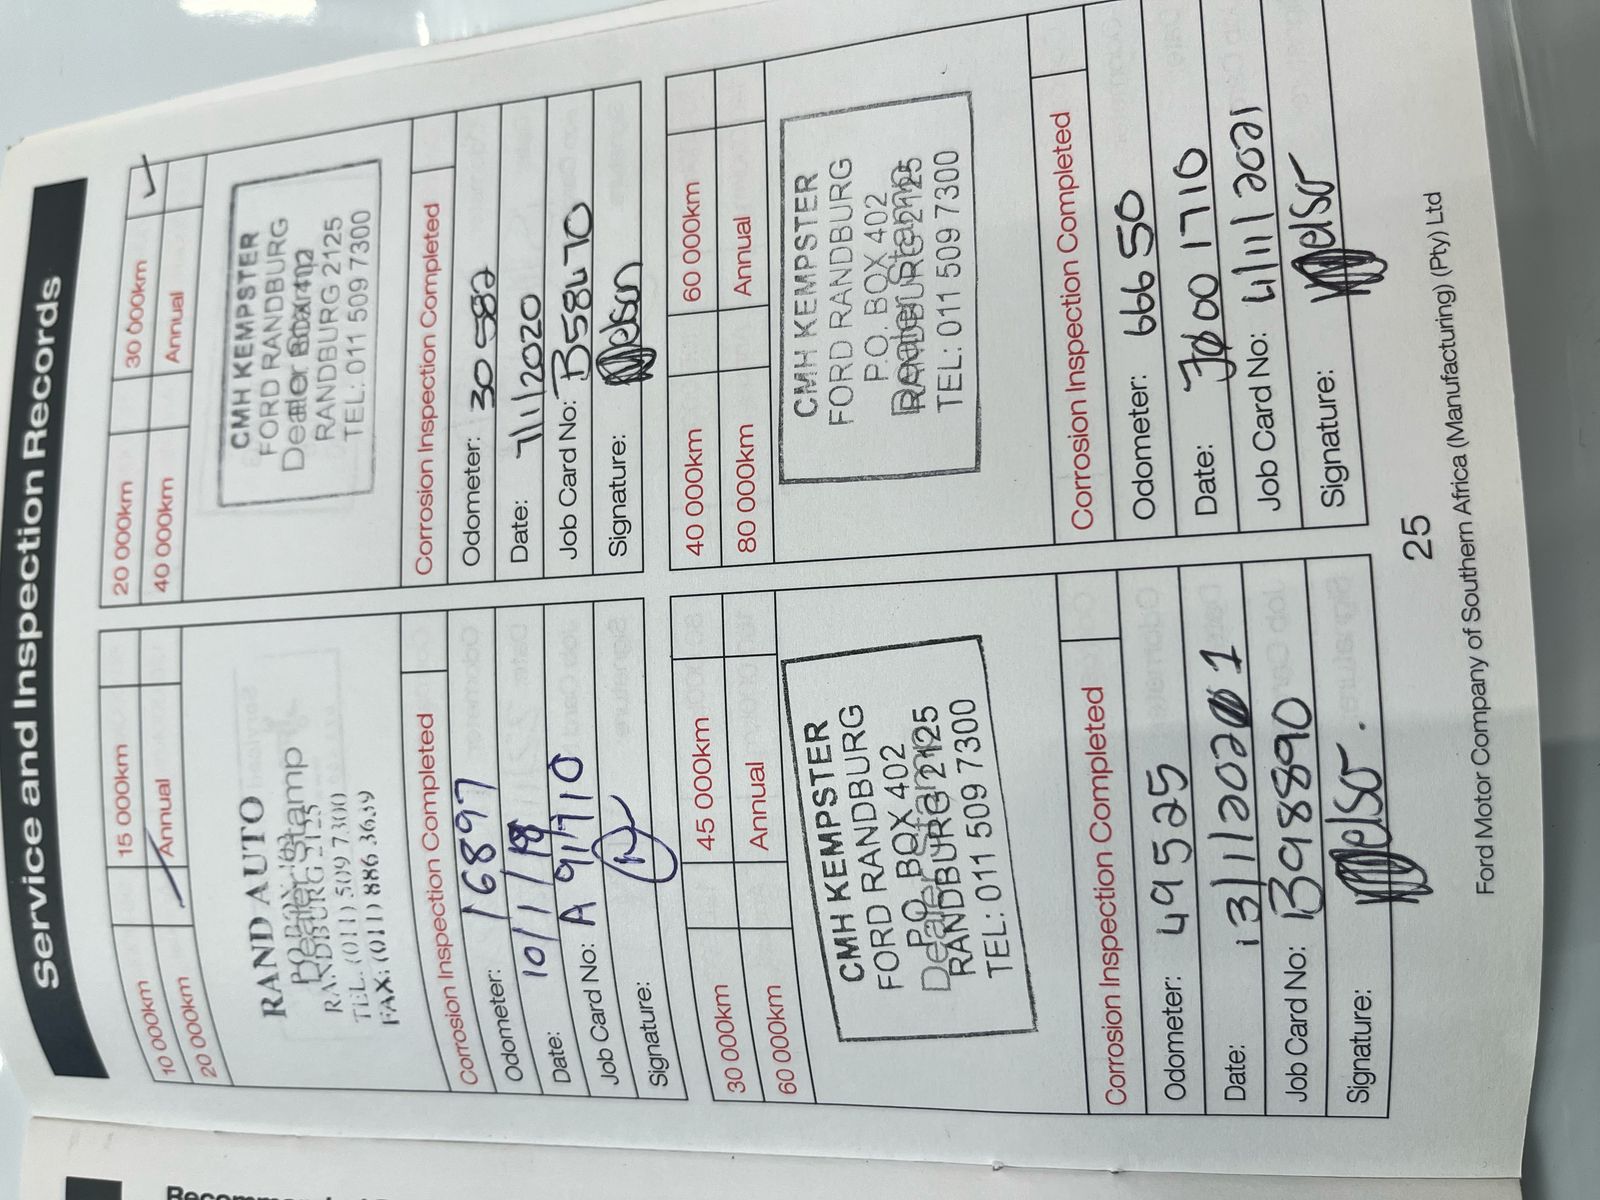 Service and Inspection Records
10 000km 15 000km
20 000km Annual
RAND AUTO
Dealer Stamp
RANDBURG 2125
TEL. (011) 509 7300
FAX: (011) 886 3639
Corrosion Inspection Completed
Odometer: 16897
Date: 10/1/19
Job Card No: A 91710
Signature:
20 000km 30 000km ✓
40 000km Annual
CMH KEMPSTER
FORD RANDBURG
Dealer Stamp
RANDBURG 2125
TEL: 011 509 7300
Corrosion Inspection Completed
Odometer: 30 582
Date: 7/1/2020
Job Card No: B58470
Signature: Nelson
30 000km 45 000km
60 000km Annual
CMH KEMPSTER
FORD RANDBURG
P.O. BOX 402
Dealer Stamp
RANDBURG 2125
TEL: 011 509 7300
Corrosion Inspection Completed
Odometer: 49525
Date: 13/1/2021
Job Card No: B98890
Signature:
40 000km 60 000km
80 000km Annual
CMH KEMPSTER
FORD RANDBURG
P.O. BOX 402
Dealer Stamp
RANDBURG 2125
TEL: 011 509 7300
Corrosion Inspection Completed
Odometer: 66650
Date: 001710
Job Card No: 4/11/2021
Signature:
25
Ford Motor Company of Southern Africa (Manufacturing) (Pty) Ltd